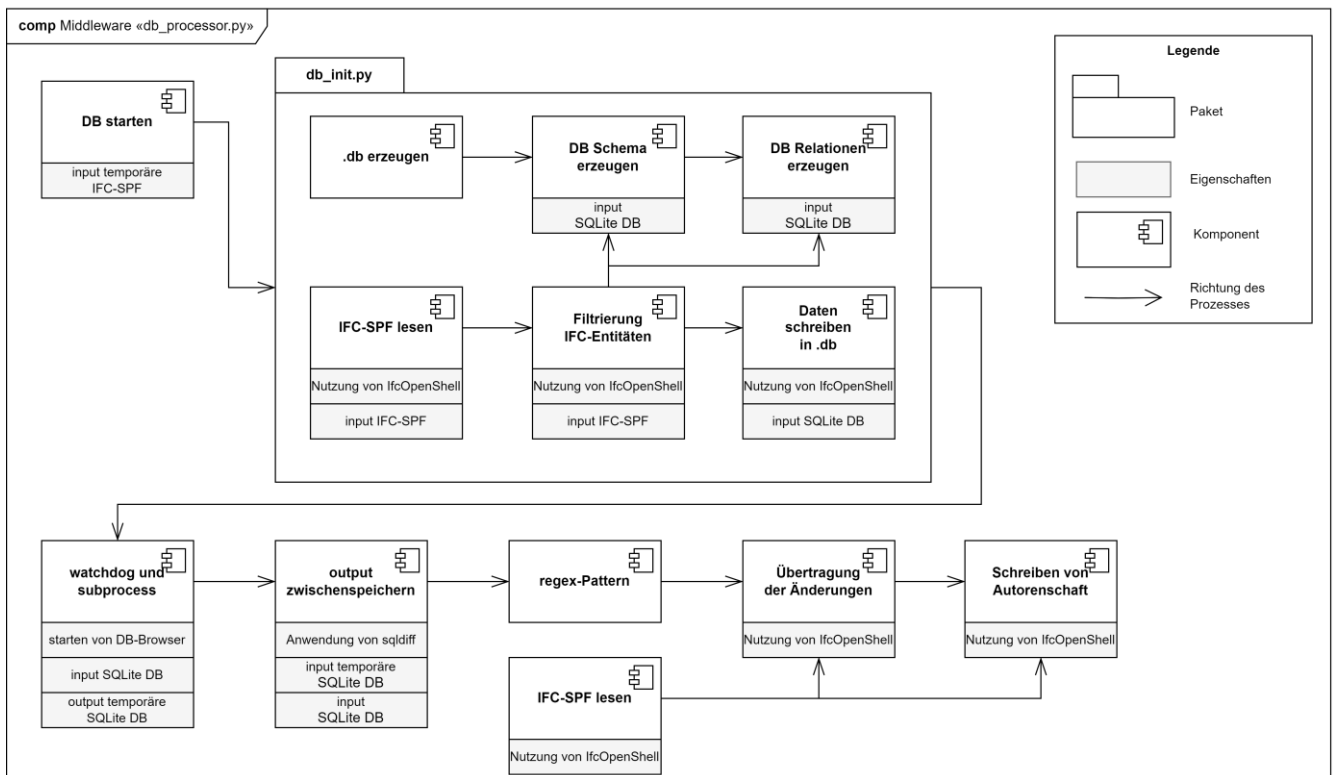 comp Middleware «db_processor.py»
Legende
Paket
Eigenschaften
Komponent
Richtung des
Prozesses
DB starten
input temporäre
IFC-SPF
db_init.py
.db erzeugen
DB Schema
erzeugen
input
SQLite DB
DB Relationen
erzeugen
input
SQLite DB
IFC-SPF lesen
Nutzung von IfcOpenShell
input IFC-SPF
Filtrierung
IFC-Entitäten
Nutzung von IfcOpenShell
input IFC-SPF
Daten
schreiben
in .db
Nutzung von IfcOpenShell
input SQLite DB
watchdog und
subprocess
starten von DB-Browser
input SQLite DB
output temporäre
SQLite DB
output
zwischenspeichern
Anwendung von sqldiff
input temporäre
SQLite DB
input
SQLite DB
regex-Pattern
IFC-SPF lesen
Nutzung von IfcOpenShell
Übertragung
der Änderungen
Nutzung von IfcOpenShell
Schreiben von
Autorenschaft
Nutzung von IfcOpenShell